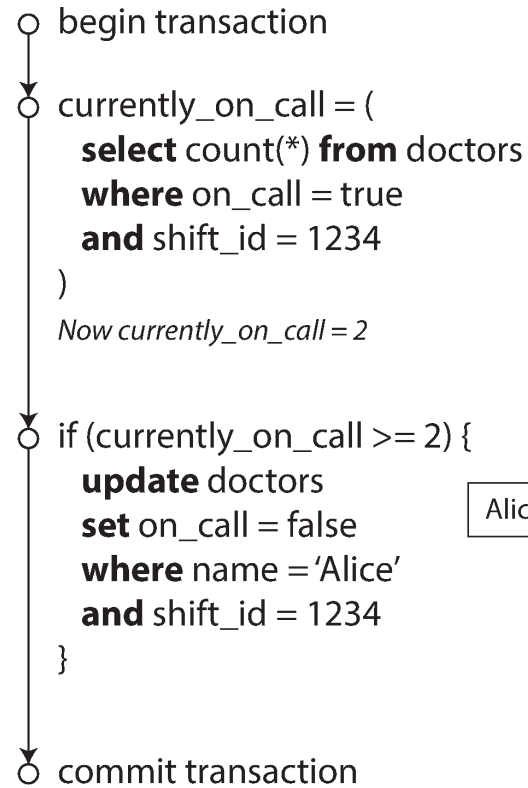 begin transaction
currently_on_call = (
select count(*) from doctors
where on_call = true
and shift_id = 1234
)
Now currently_on_call = 2
if (currently_on_call >= 2) {
update doctors
set on_call = false
where name = ‘Alice’
and shift_id = 1234
}
commit transaction